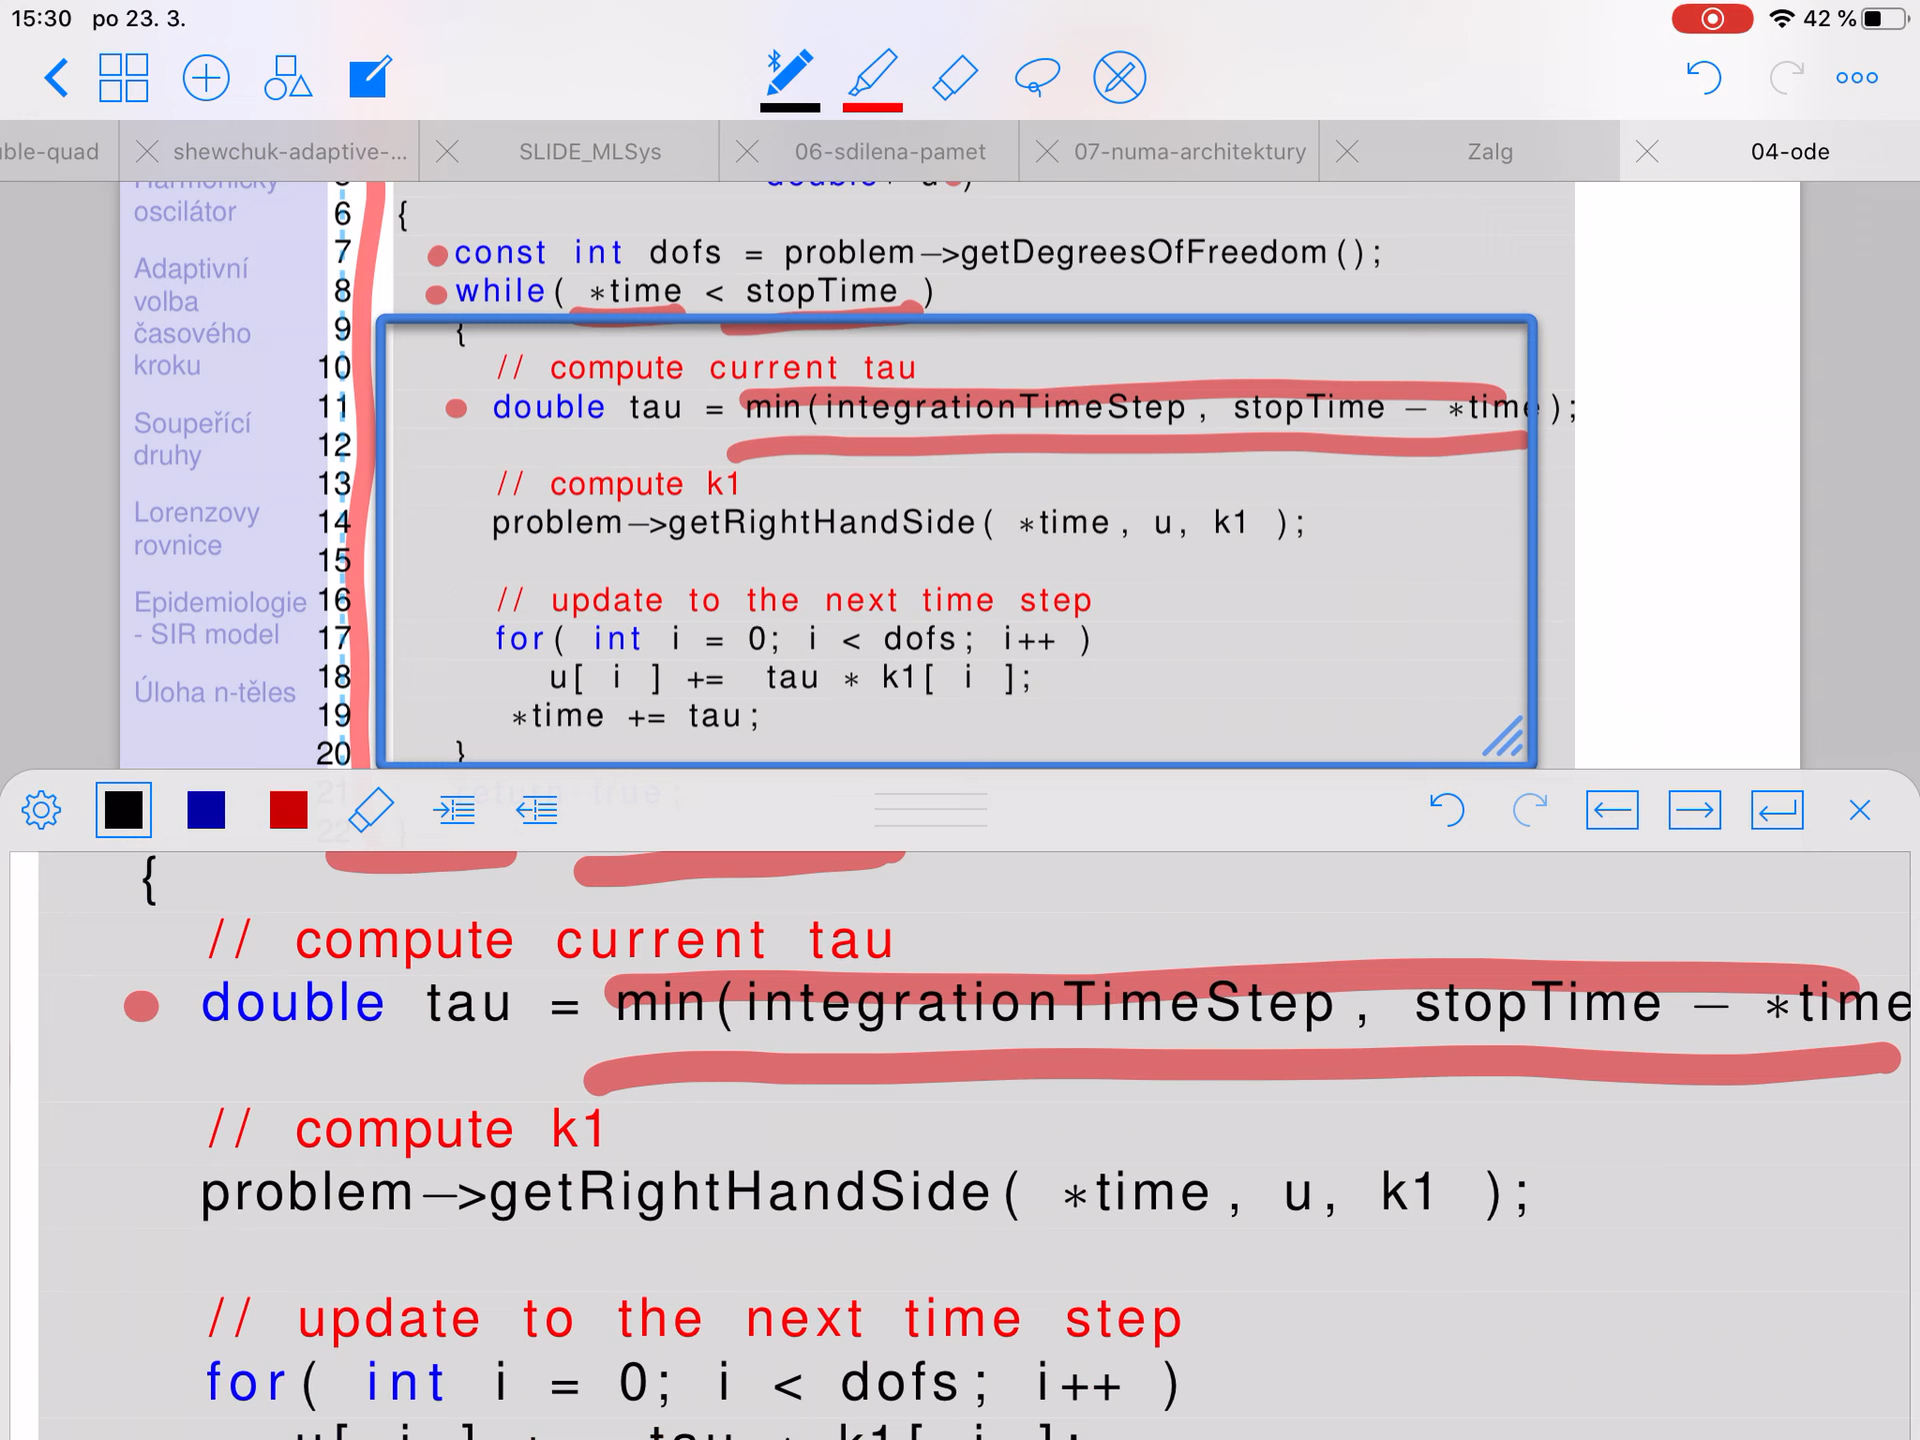 15:30 po 23. 3.
42 %
ble-quad
shewchuk-adaptive-...
SLIDE_MLSys
06-sdilena-pamet
07-numa-architektury
Zalg
04-ode
oscilátor
Adaptivní
volba
časového
kroku
Soupeřící
druhy
Lorenzovy
rovnice
Epidemiologie
- SIR model
Úloha n-těles
6 {
7 const int dofs = problem->getDegreesOfFreedom();
8 while( *time < stopTime )
9 {
10 // compute current tau
11 double tau = min(integrationTimeStep, stopTime - *time);
12
13 // compute k1
14 problem->getRightHandSide( *time, u, k1 );
15
16 // update to the next time step
17 for( int i = 0; i < dofs; i++ )
18 u[ i ] += tau * k1[ i ];
19 *time += tau;
20 }
21 return true;
22 }
{
// compute current tau
double tau = min(integrationTimeStep, stopTime - *time
// compute k1
problem->getRightHandSide( *time, u, k1 );
// update to the next time step
for( int i = 0; i < dofs; i++ )